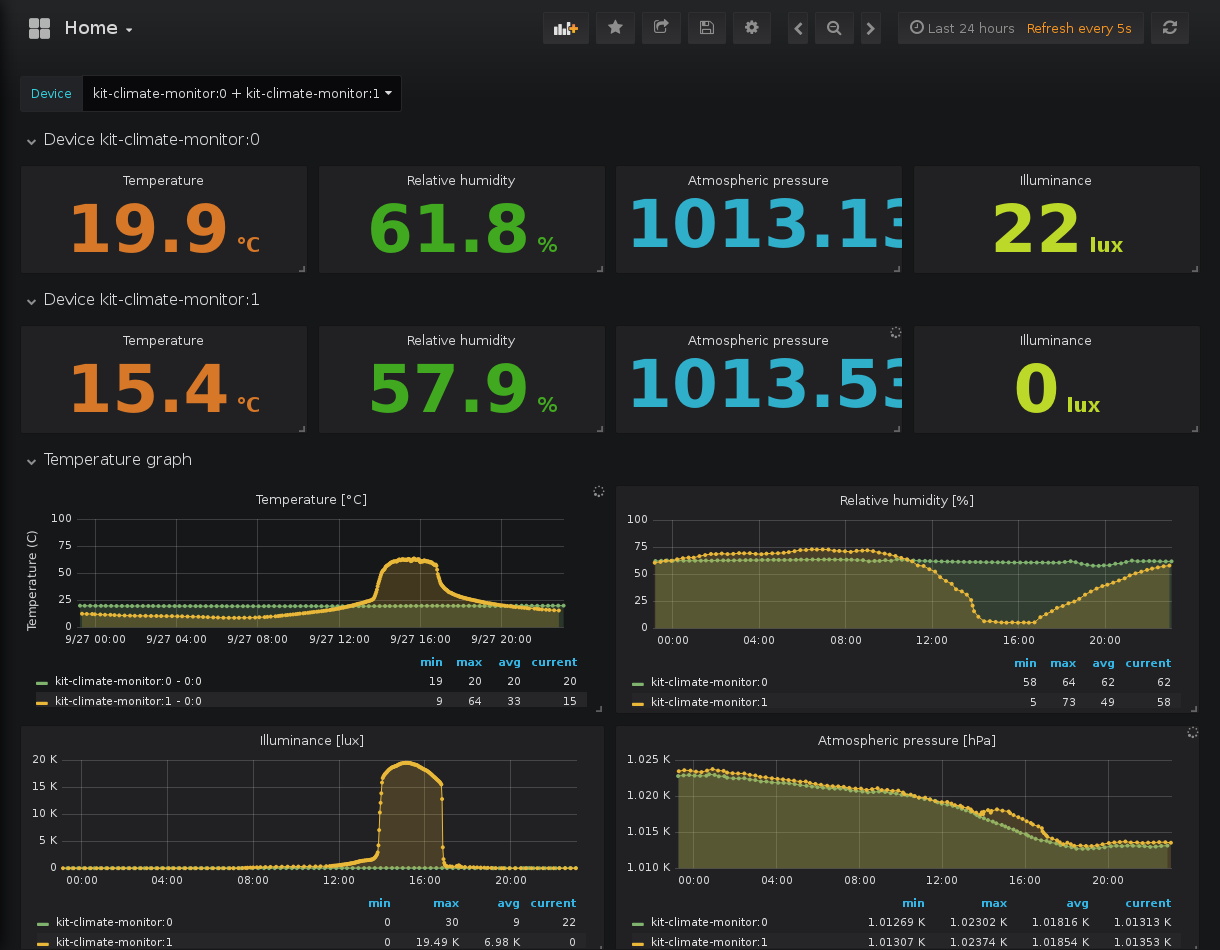 Home
Last 24 hours Refresh every 5s
Device kit-climate-monitor:0 + kit-climate-monitor:1
Device kit-climate-monitor:0
Temperature Relative humidity Atmospheric pressure Illuminance
19.9 °C 61.8 % 1013.13 22 lux
Device kit-climate-monitor:1
Temperature Relative humidity Atmospheric pressure Illuminance
15.4 °C 57.9 % 1013.53 0 lux
Temperature graph
Temperature [°C]
Temperature (C)
100
75
50
25
0
9/27 00:00 9/27 04:00 9/27 08:00 9/27 12:00 9/27 16:00 9/27 20:00
min max avg current
kit-climate-monitor:0 - 0:0 19 20 20 20
kit-climate-monitor:1 - 0:0 9 64 33 15
Relative humidity [%]
100
75
50
25
0
00:00 04:00 08:00 12:00 16:00 20:00
min max avg current
kit-climate-monitor:0 58 64 62 62
kit-climate-monitor:1 5 73 49 58
Illuminance [lux]
20 K
15 K
10 K
5 K
0
00:00 04:00 08:00 12:00 16:00 20:00
min max avg current
kit-climate-monitor:0 0 30 9 22
kit-climate-monitor:1 0 19.49 K 6.98 K 0
Atmospheric pressure [hPa]
1.025 K
1.020 K
1.015 K
1.010 K
00:00 04:00 08:00 12:00 16:00 20:00
min max avg current
kit-climate-monitor:0 1.01269 K 1.02302 K 1.01816 K 1.01313 K
kit-climate-monitor:1 1.01307 K 1.02374 K 1.01854 K 1.01353 K